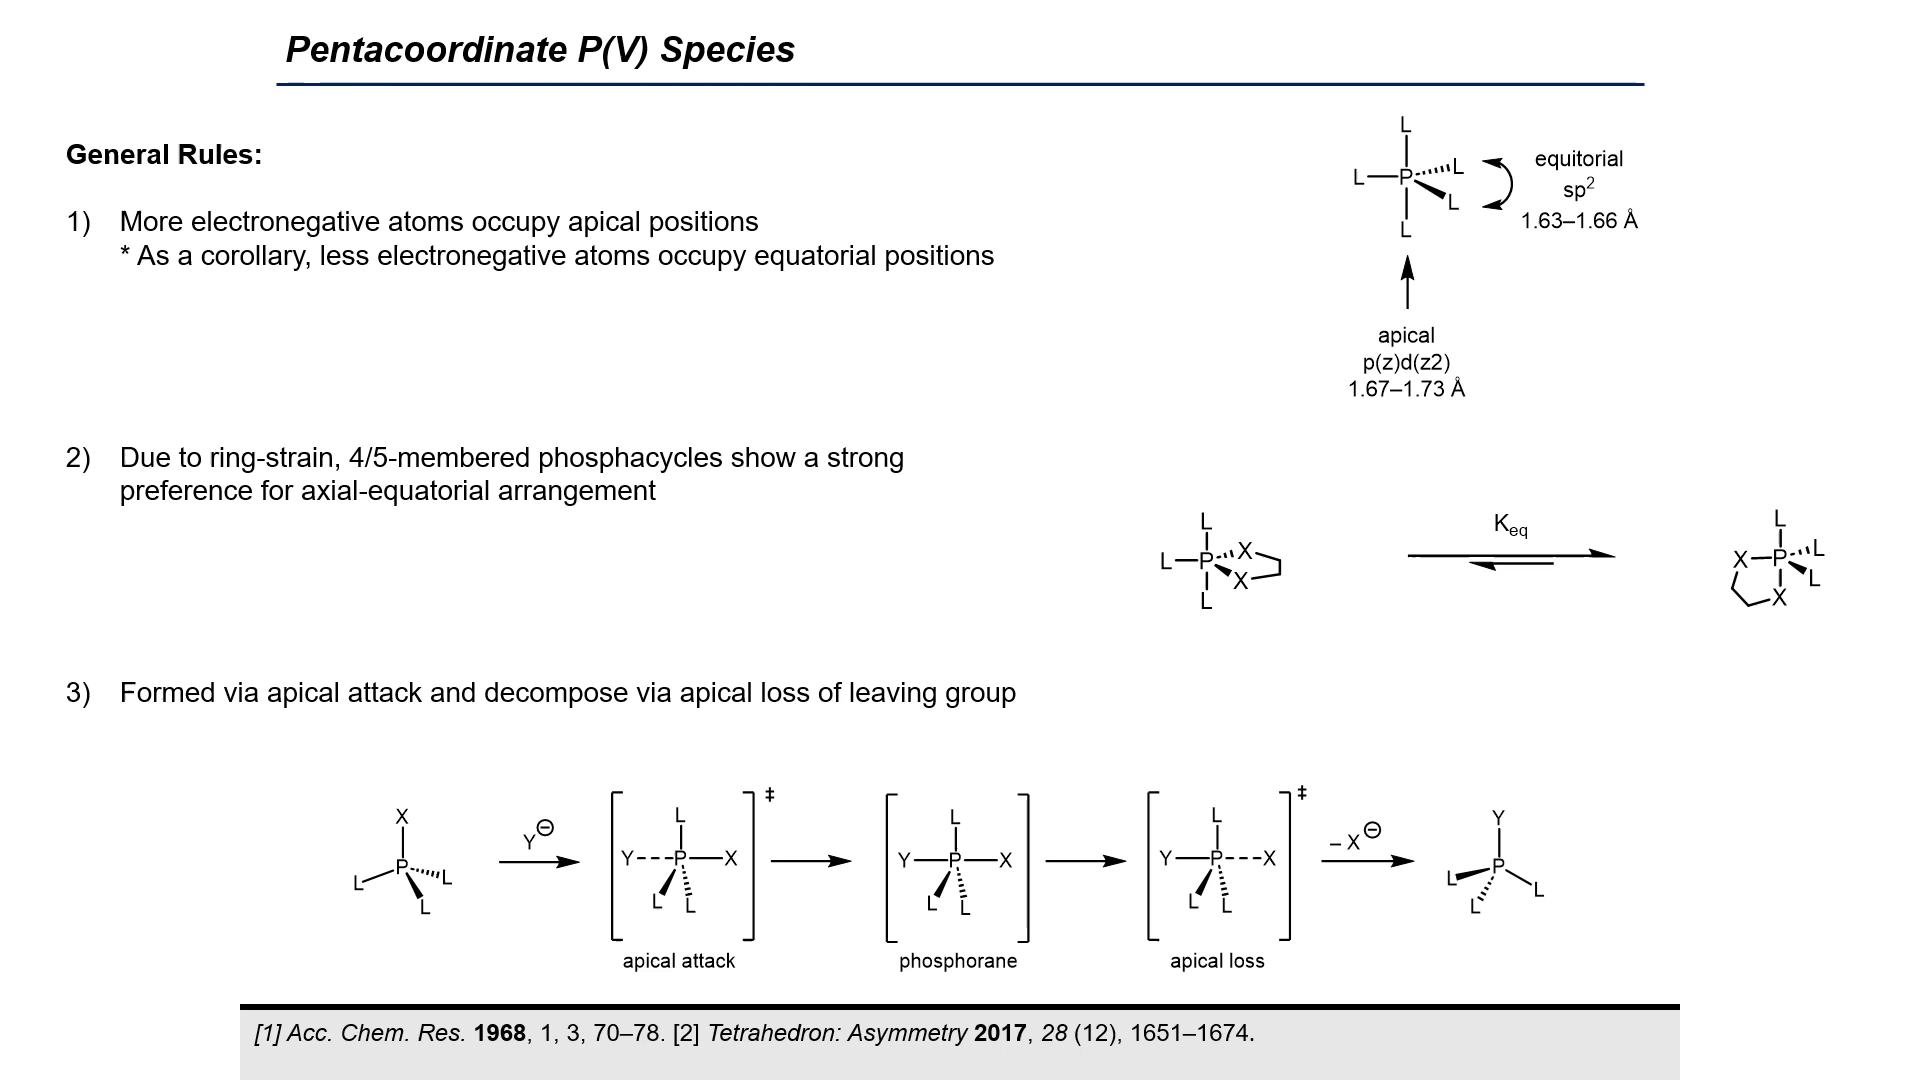 Pentacoordinate P(V) Species
General Rules:
1) More electronegative atoms occupy apical positions
* As a corollary, less electronegative atoms occupy equatorial positions
L
L P L
L
L
equitorial
sp2
1.63–1.66 Å
apical
p(z)d(z2)
1.67–1.73 Å
2) Due to ring-strain, 4/5-membered phosphacycles show a strong
preference for axial-equatorial arrangement
L
L P X
X
L
Keq
L
X P L
L
X
3) Formed via apical attack and decompose via apical loss of leaving group
X
P
L L
L
Y⊖
L
Y P X
L L
‡
apical attack
L
Y P X
L L
phosphorane
L
Y P X
L L
‡
apical loss
– X⊖
Y
P
L L
L
[1] Acc. Chem. Res. 1968, 1, 3, 70–78. [2] Tetrahedron: Asymmetry 2017, 28 (12), 1651–1674.